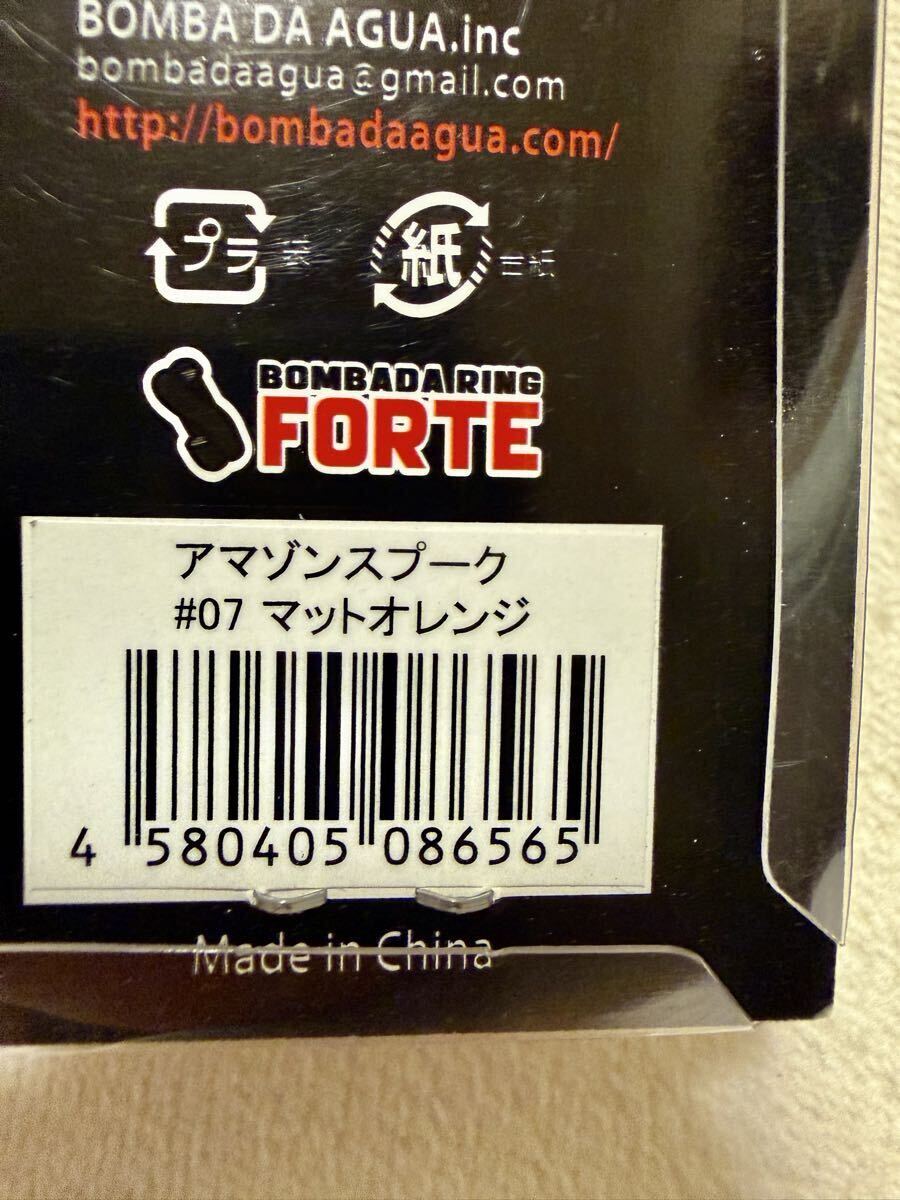 BOMBA DA AGUA.inc
bombadaagua@gmail.com
http://bombadaagua.com/
プラ 袋
紙 台紙
BOMBADA RING
FORTE
アマゾンスプーク
#07 マットオレンジ
4 580405 086565
Made in China